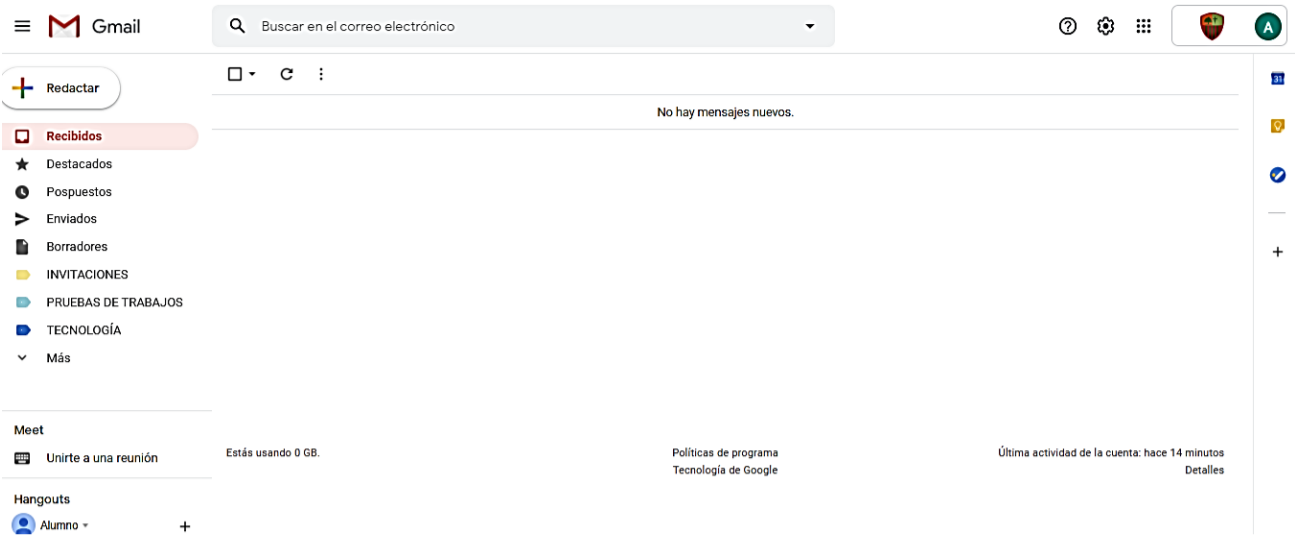 Gmail
Buscar en el correo electrónico
A
Redactar
31
No hay mensajes nuevos.
Recibidos
Destacados
Pospuestos
Enviados
Borradores
INVITACIONES
PRUEBAS DE TRABAJOS
TECNOLOGÍA
Más
Meet
Unirte a una reunión
Estás usando 0 GB.
Políticas de programa
Tecnología de Google
Última actividad de la cuenta: hace 14 minutos
Detalles
Hangouts
Alumno